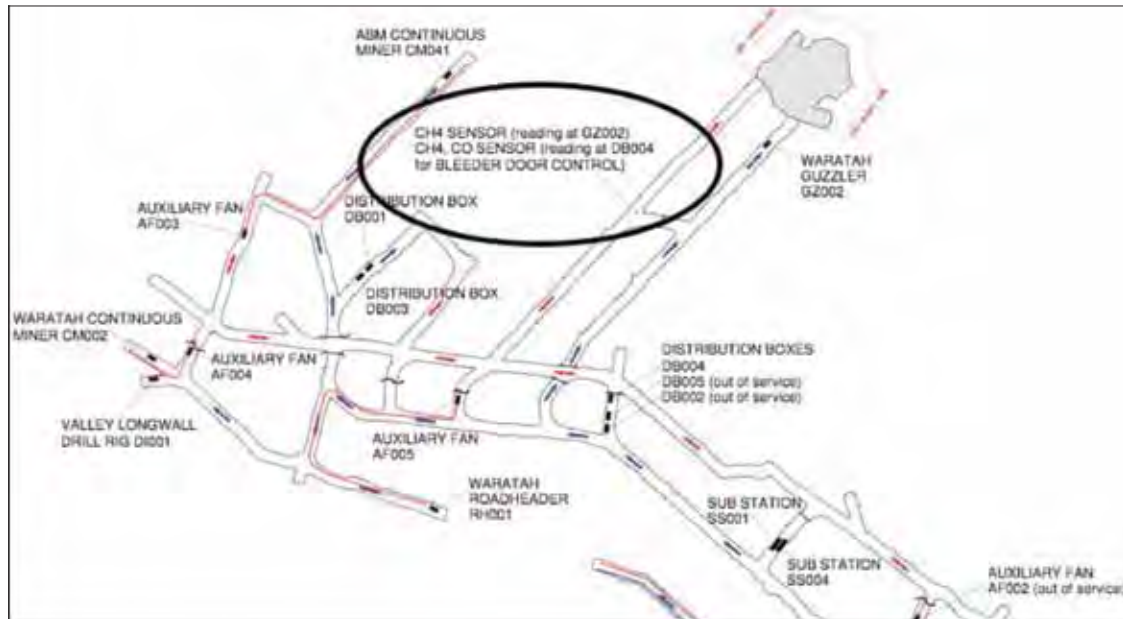 ABM CONTINUOUS
MINER CM041
CH4 SENSOR (reading at GZ002)
CH4, CO SENSOR (reading at DB004
for BLEEDER DOOR CONTROL)
WARATAH
GUZZLER
GZ002
AUXILIARY FAN
AF003
DISTRIBUTION BOX
DB001
DISTRIBUTION BOX
DB003
WARATAH CONTINUOUS
MINER CM002
AUXILIARY FAN
AF004
DISTRIBUTION BOXES
DB004
DB005 (out of service)
DB002 (out of service)
VALLEY LONGWALL
DRILL RIG DI001
AUXILIARY FAN
AF005
WARATAH
ROADHEADER
RH001
SUB STATION
SS001
SUB STATION
SS004
AUXILIARY FAN
AF002 (out of service)